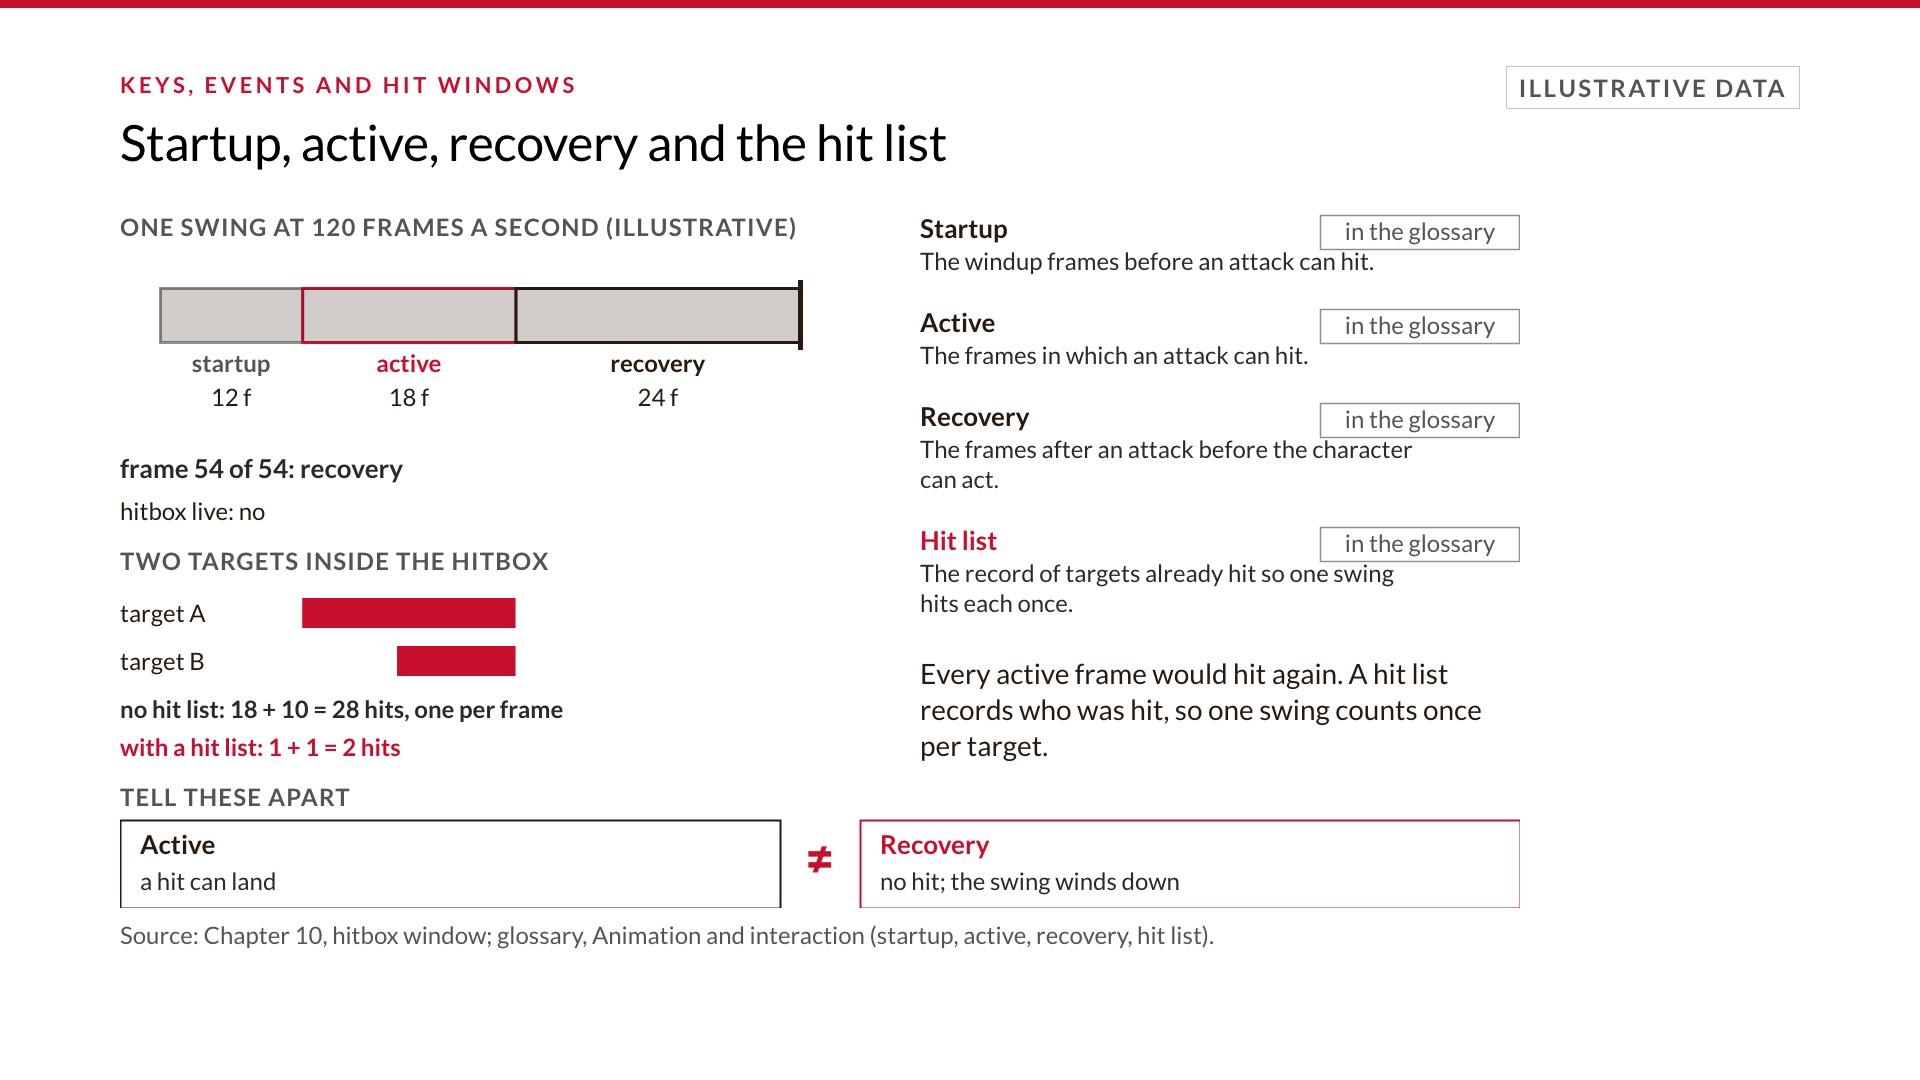 KEYS, EVENTS AND HIT WINDOWS
ILLUSTRATIVE DATA
Startup, active, recovery and the hit list
ONE SWING AT 120 FRAMES A SECOND (ILLUSTRATIVE)
startup
active
recovery
12 f
18 f
24 f
frame 54 of 54: recovery
hitbox live: no
TWO TARGETS INSIDE THE HITBOX
target A
target B
no hit list: 18 + 10 = 28 hits, one per frame
with a hit list: 1 + 1 = 2 hits
Startup
in the glossary
The windup frames before an attack can hit.
Active
in the glossary
The frames in which an attack can hit.
Recovery
in the glossary
The frames after an attack before the character
can act.
Hit list
in the glossary
The record of targets already hit so one swing
hits each once.
Every active frame would hit again. A hit list
records who was hit, so one swing counts once
per target.
TELL THESE APART
Active
a hit can land
≠
Recovery
no hit; the swing winds down
Source: Chapter 10, hitbox window; glossary, Animation and interaction (startup, active, recovery, hit list).